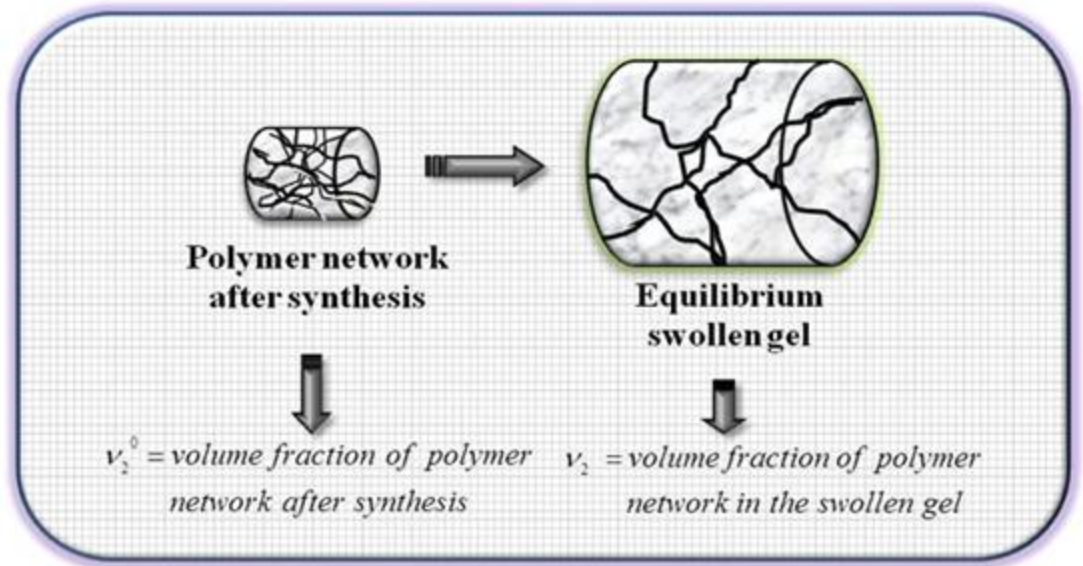 Polymer network
after synthesis
Equilibrium
swollen gel
ν₂⁰ = volume fraction of polymer
network after synthesis
ν₂ = volume fraction of polymer
network in the swollen gel